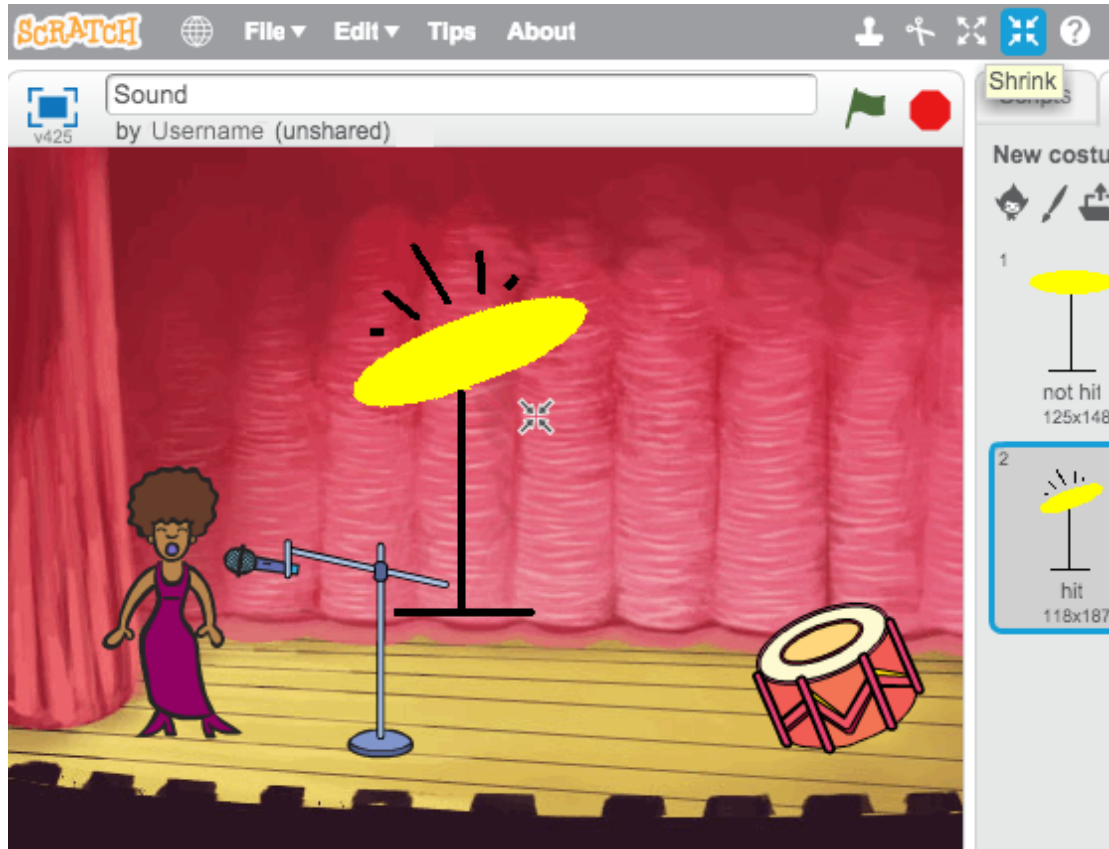 SCRATCH File Edit Tips About
Shrink
Scripts
Sound
v425
by Username (unshared)
New costu
1
not hit
125x148
2
hit
118x187